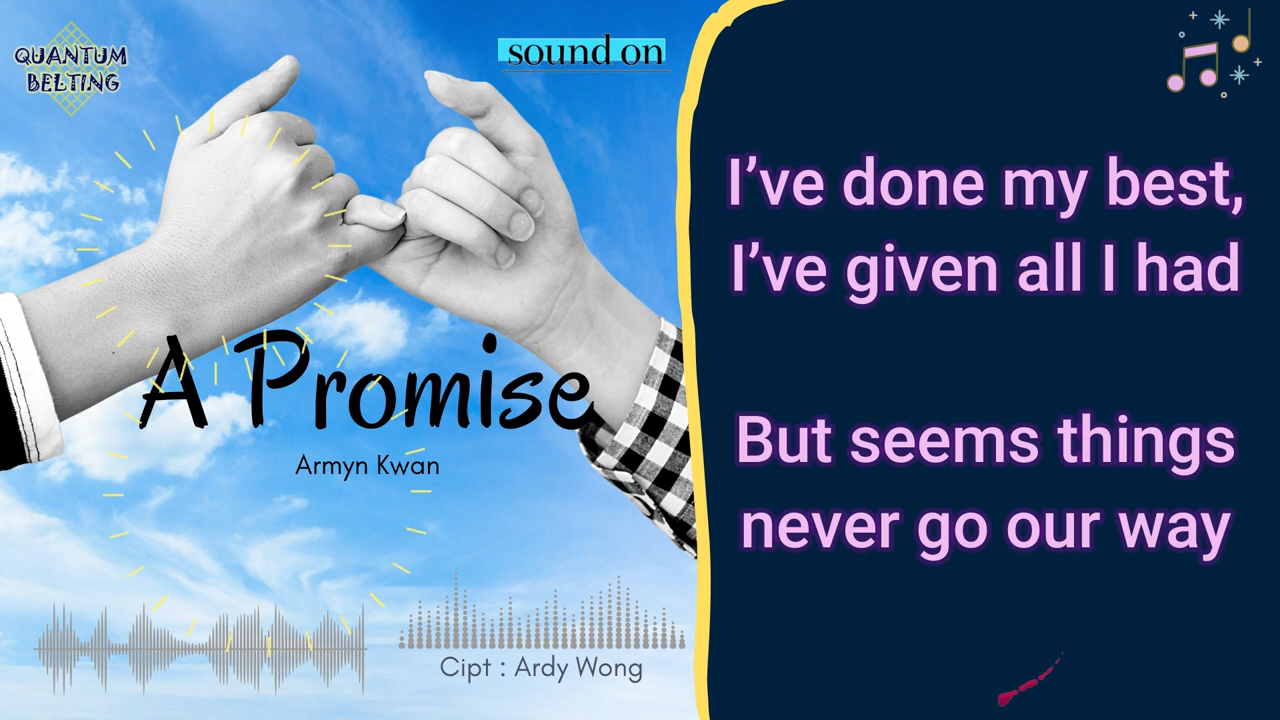 QUANTUM
BELTING
sound on
A Promise
Armyn Kwan
Cipt : Ardy Wong
I’ve done my best,
I’ve given all I had
But seems things
never go our way